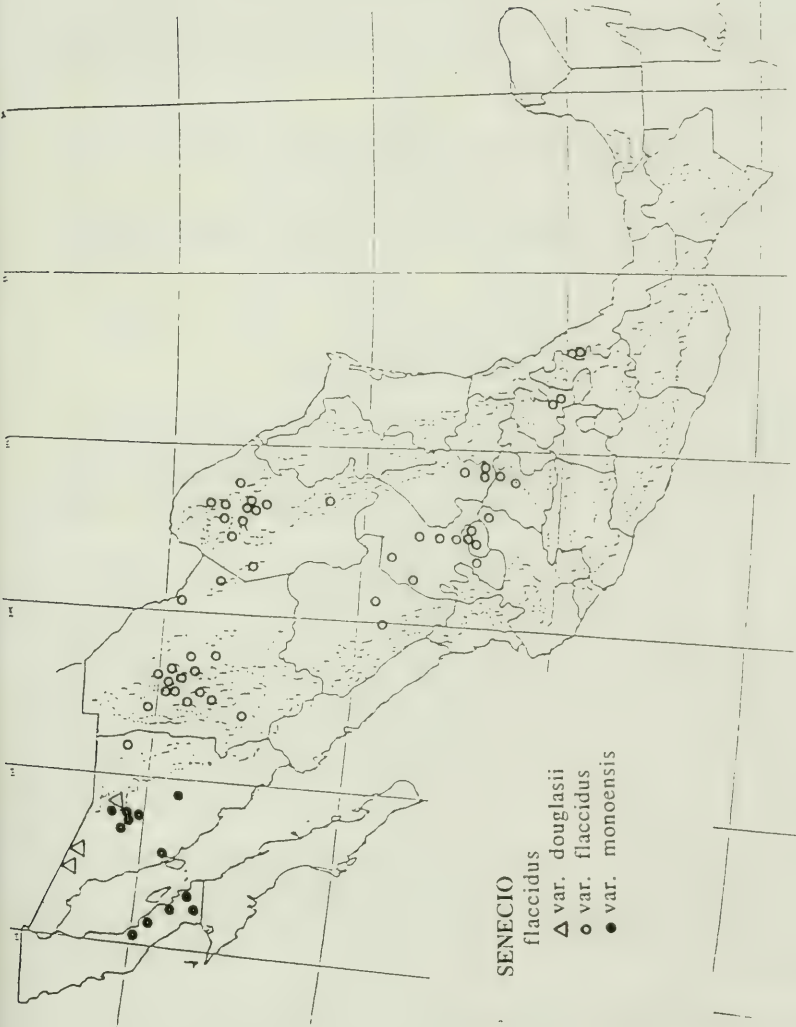 SENECIO
flaccidus
△ var. douglasii
○ var. flaccidus
● var. monoensis